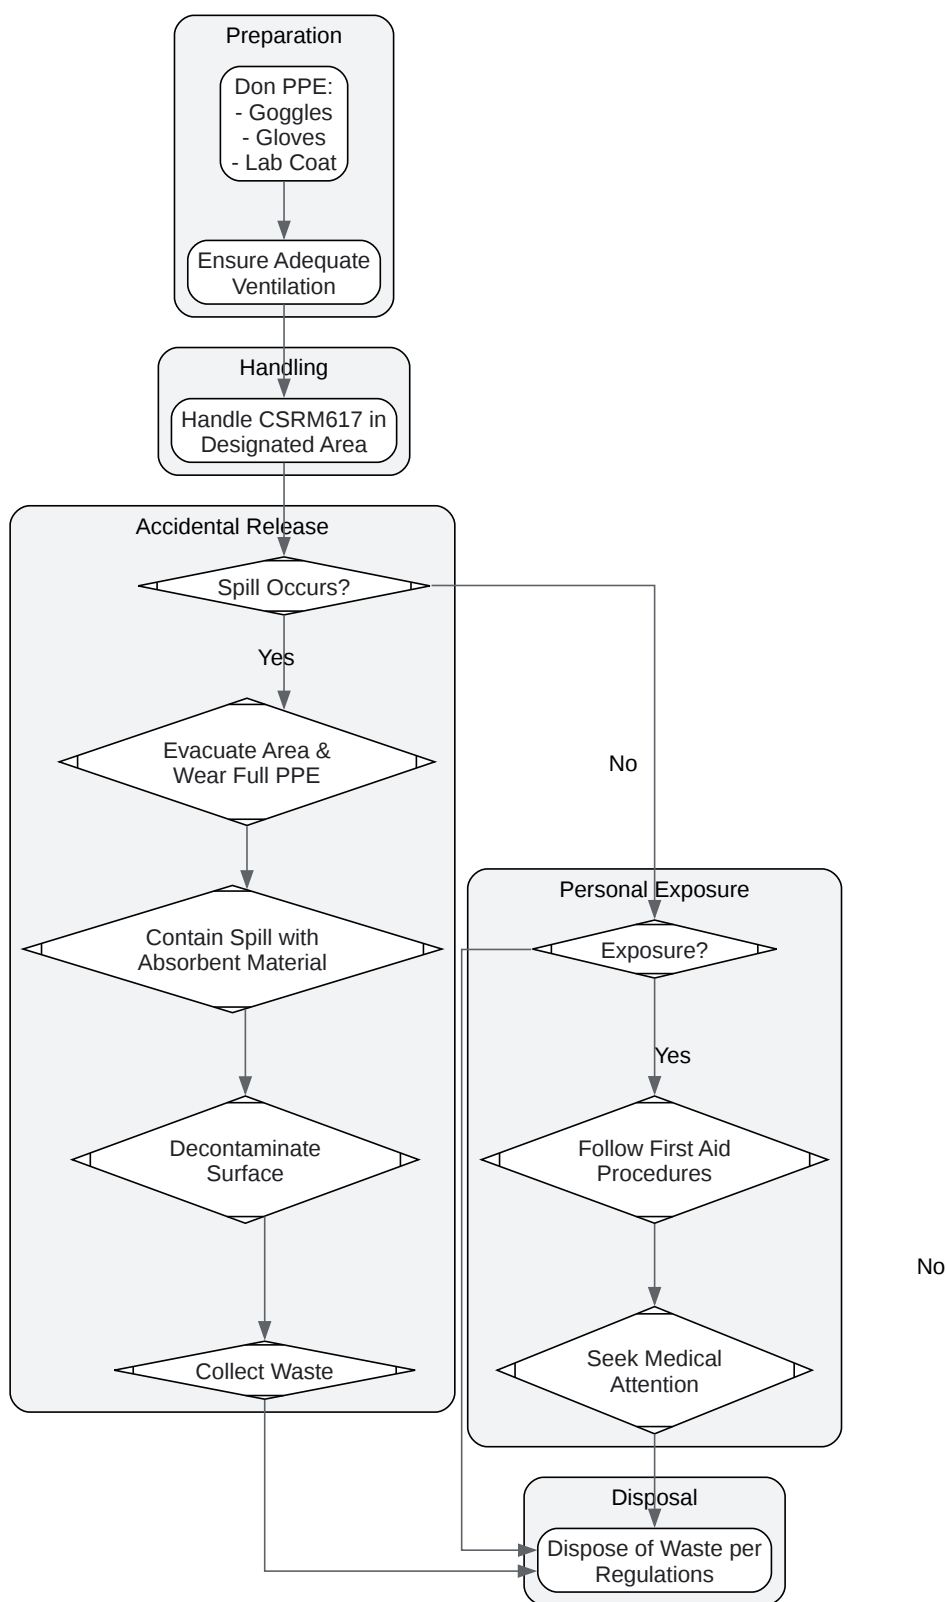 Preparation
Don PPE:
- Goggles
- Gloves
- Lab Coat
Ensure Adequate
Ventilation
Handling
Handle CSRM617 in
Designated Area
Accidental Release
Spill Occurs?
Yes
Evacuate Area &
Wear Full PPE
No
Contain Spill with
Absorbent Material
Personal Exposure
Exposure?
Yes
Decontaminate
Surface
Follow First Aid
Procedures
No
Collect Waste
Seek Medical
Attention
Disposal
Dispose of Waste per
Regulations